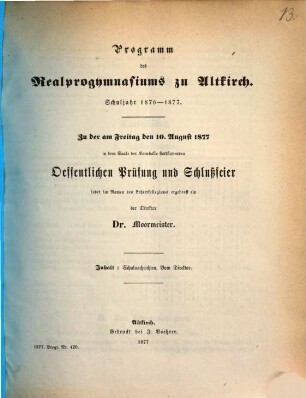 13.
Programm
des
Realprogymnasiums zu Altkirch.
Schuljahr 1876—1877.
Zu der am Freitag den 10. August 1877
in dem Saale der Kornhalle stattfindenden
Oeffentlichen Prüfung und Schlußfeier
ladet im Namen des Lehrerkollegiums ergebenst ein
der Direktor
Dr. Moormeister.
Inhalt: Schulnachrichten. Vom Direktor.
Altkirch.
Gedruckt bei J. Boehrer.
1877. Progr. Nr. 420.
1877